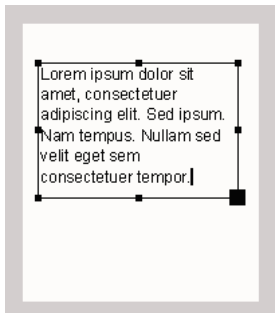 Lorem ipsum dolor sit
amet, consectetuer
adipiscing elit. Sed ipsum.
Nam tempus. Nullam sed
velit eget sem
consectetuer tempor.